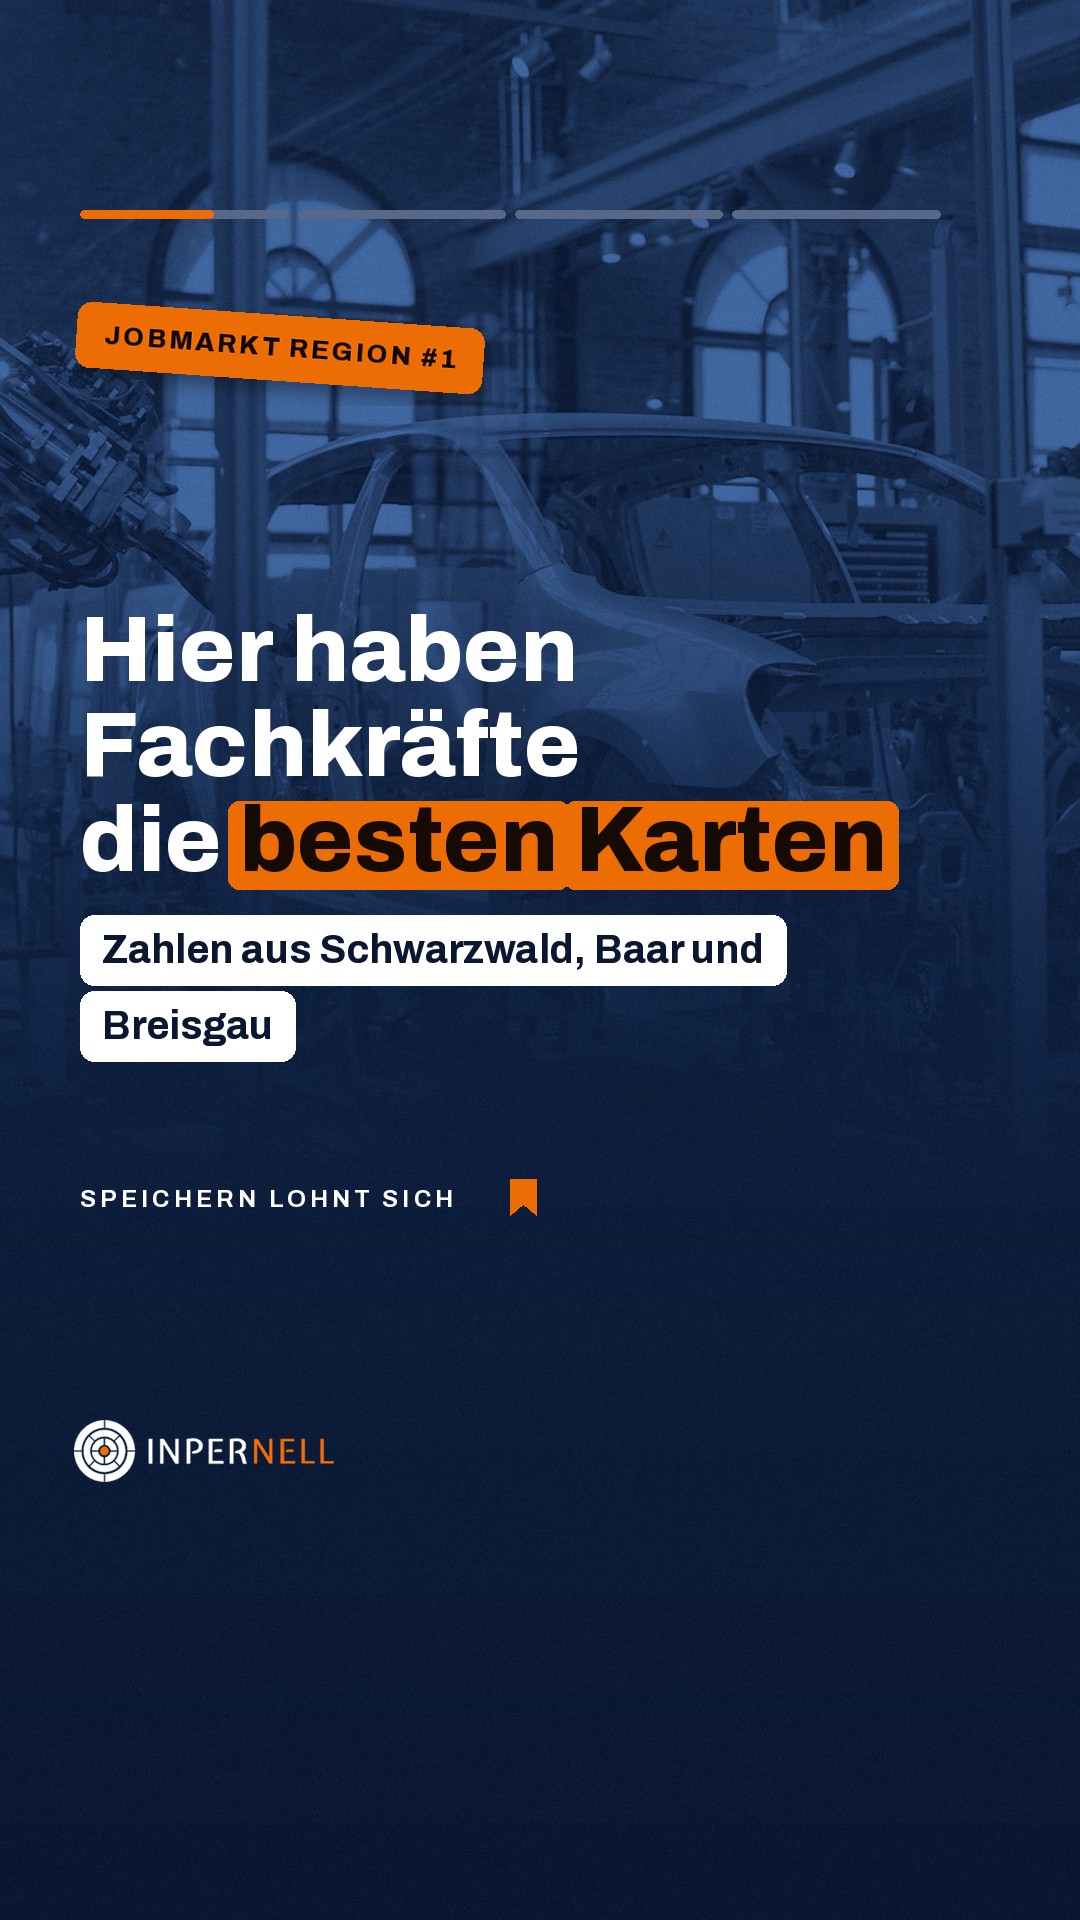 JOBMARKT REGION #1
Hier haben
Fachkräfte
die besten Karten
Zahlen aus Schwarzwald, Baar und
Breisgau
SPEICHERN LOHNT SICH
INPERNELL